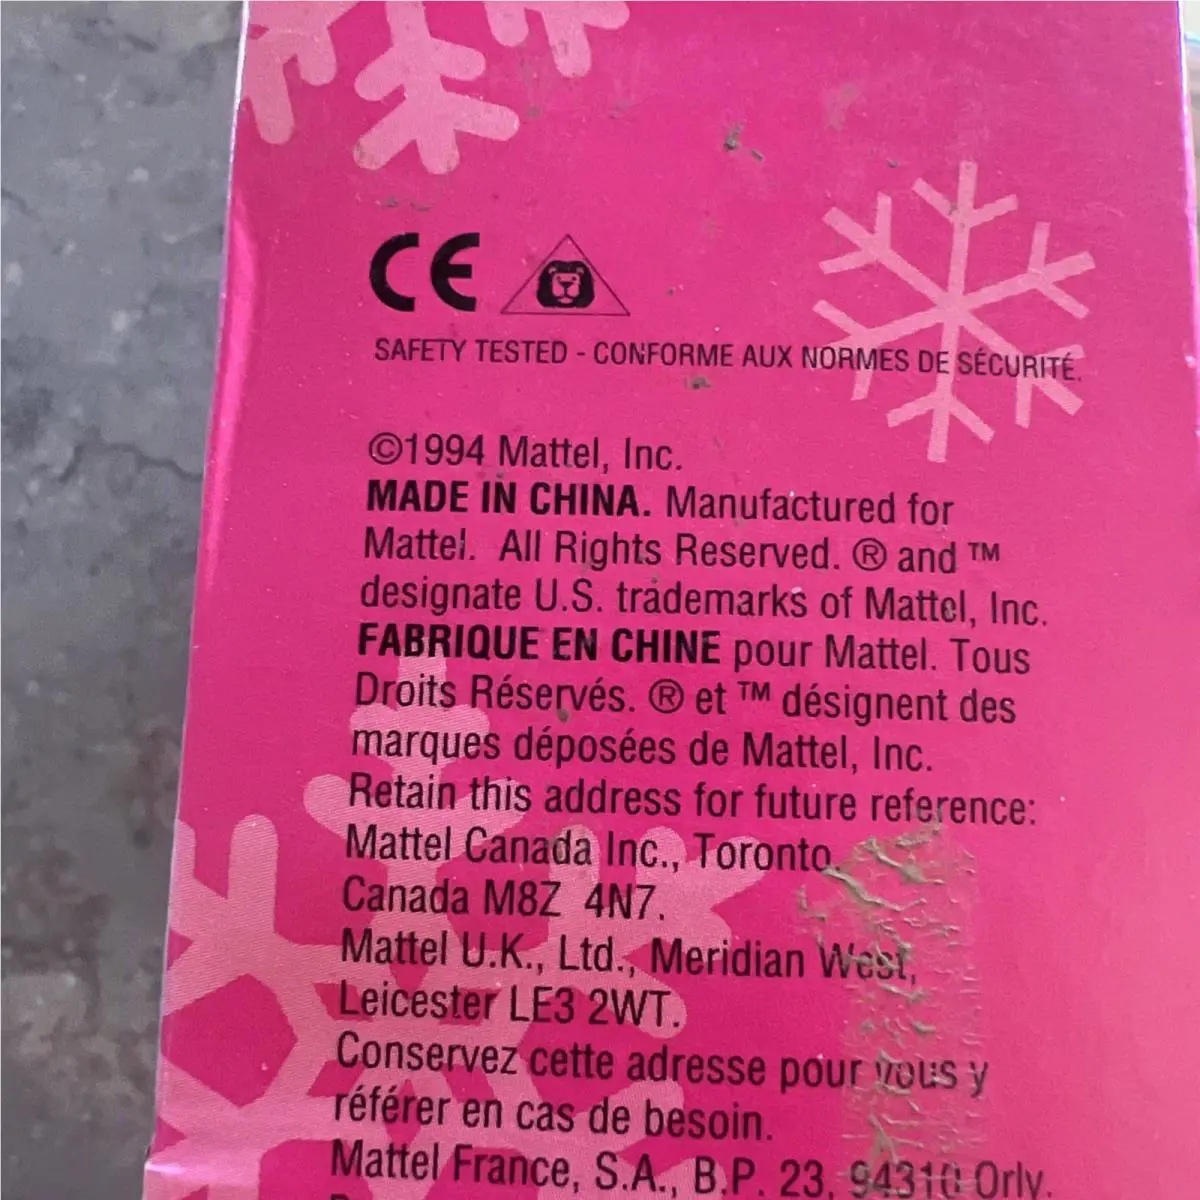 CE
SAFETY TESTED - CONFORME AUX NORMES DE SÉCURITÉ.
©1994 Mattel, Inc.
MADE IN CHINA. Manufactured for
Mattel. All Rights Reserved. ® and ™
designate U.S. trademarks of Mattel, Inc.
FABRIQUE EN CHINE pour Mattel. Tous
Droits Réservés. ® et ™ désignent des
marques déposées de Mattel, Inc.
Retain this address for future reference:
Mattel Canada Inc., Toronto,
Canada M8Z 4N7.
Mattel U.K., Ltd., Meridian West,
Leicester LE3 2WT.
Conservez cette adresse pour vous y
référer en cas de besoin.
Mattel France, S.A., B.P. 23, 94310 Orly,